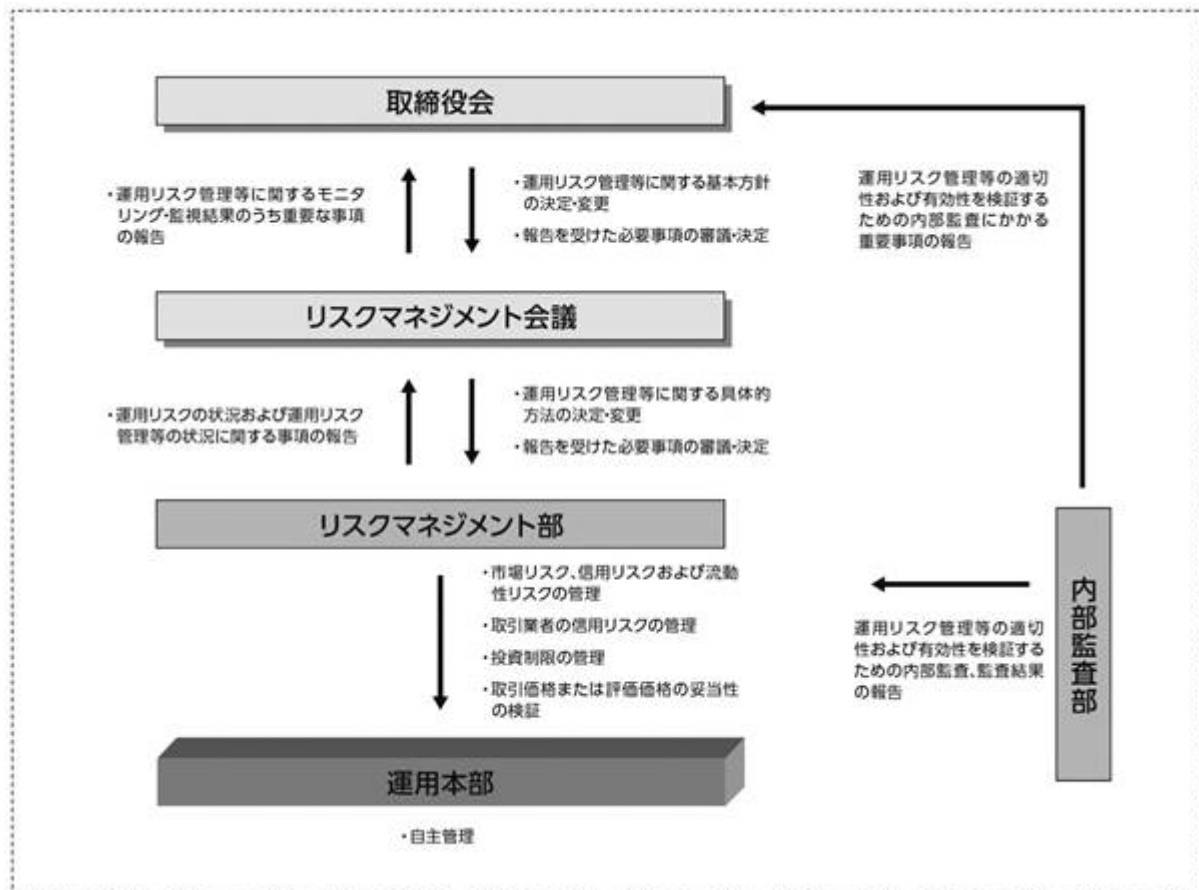 取締役会
・運用リスク管理等に関するモニタ
リング・監視結果のうち重要な事項
の報告
・運用リスク管理等に関する基本方針
の決定・変更
・報告を受けた必要事項の審議・決定
運用リスク管理等の適切
性および有効性を検証す
るための内部監査にかかる
重要事項の報告
リスクマネジメント会議
・運用リスクの状況および運用リスク
管理等の状況に関する事項の報告
・運用リスク管理等に関する具体的
方法の決定・変更
・報告を受けた必要事項の審議・決定
リスクマネジメント部
・市場リスク、信用リスクおよび流動
性リスクの管理
・取引業者の信用リスクの管理
・投資制限の管理
・取引価格または評価価格の妥当性
の検証
運用リスク管理等の適切
性および有効性を検証する
ための内部監査、監査結果
の報告
内部監査部
運用本部
・自主管理